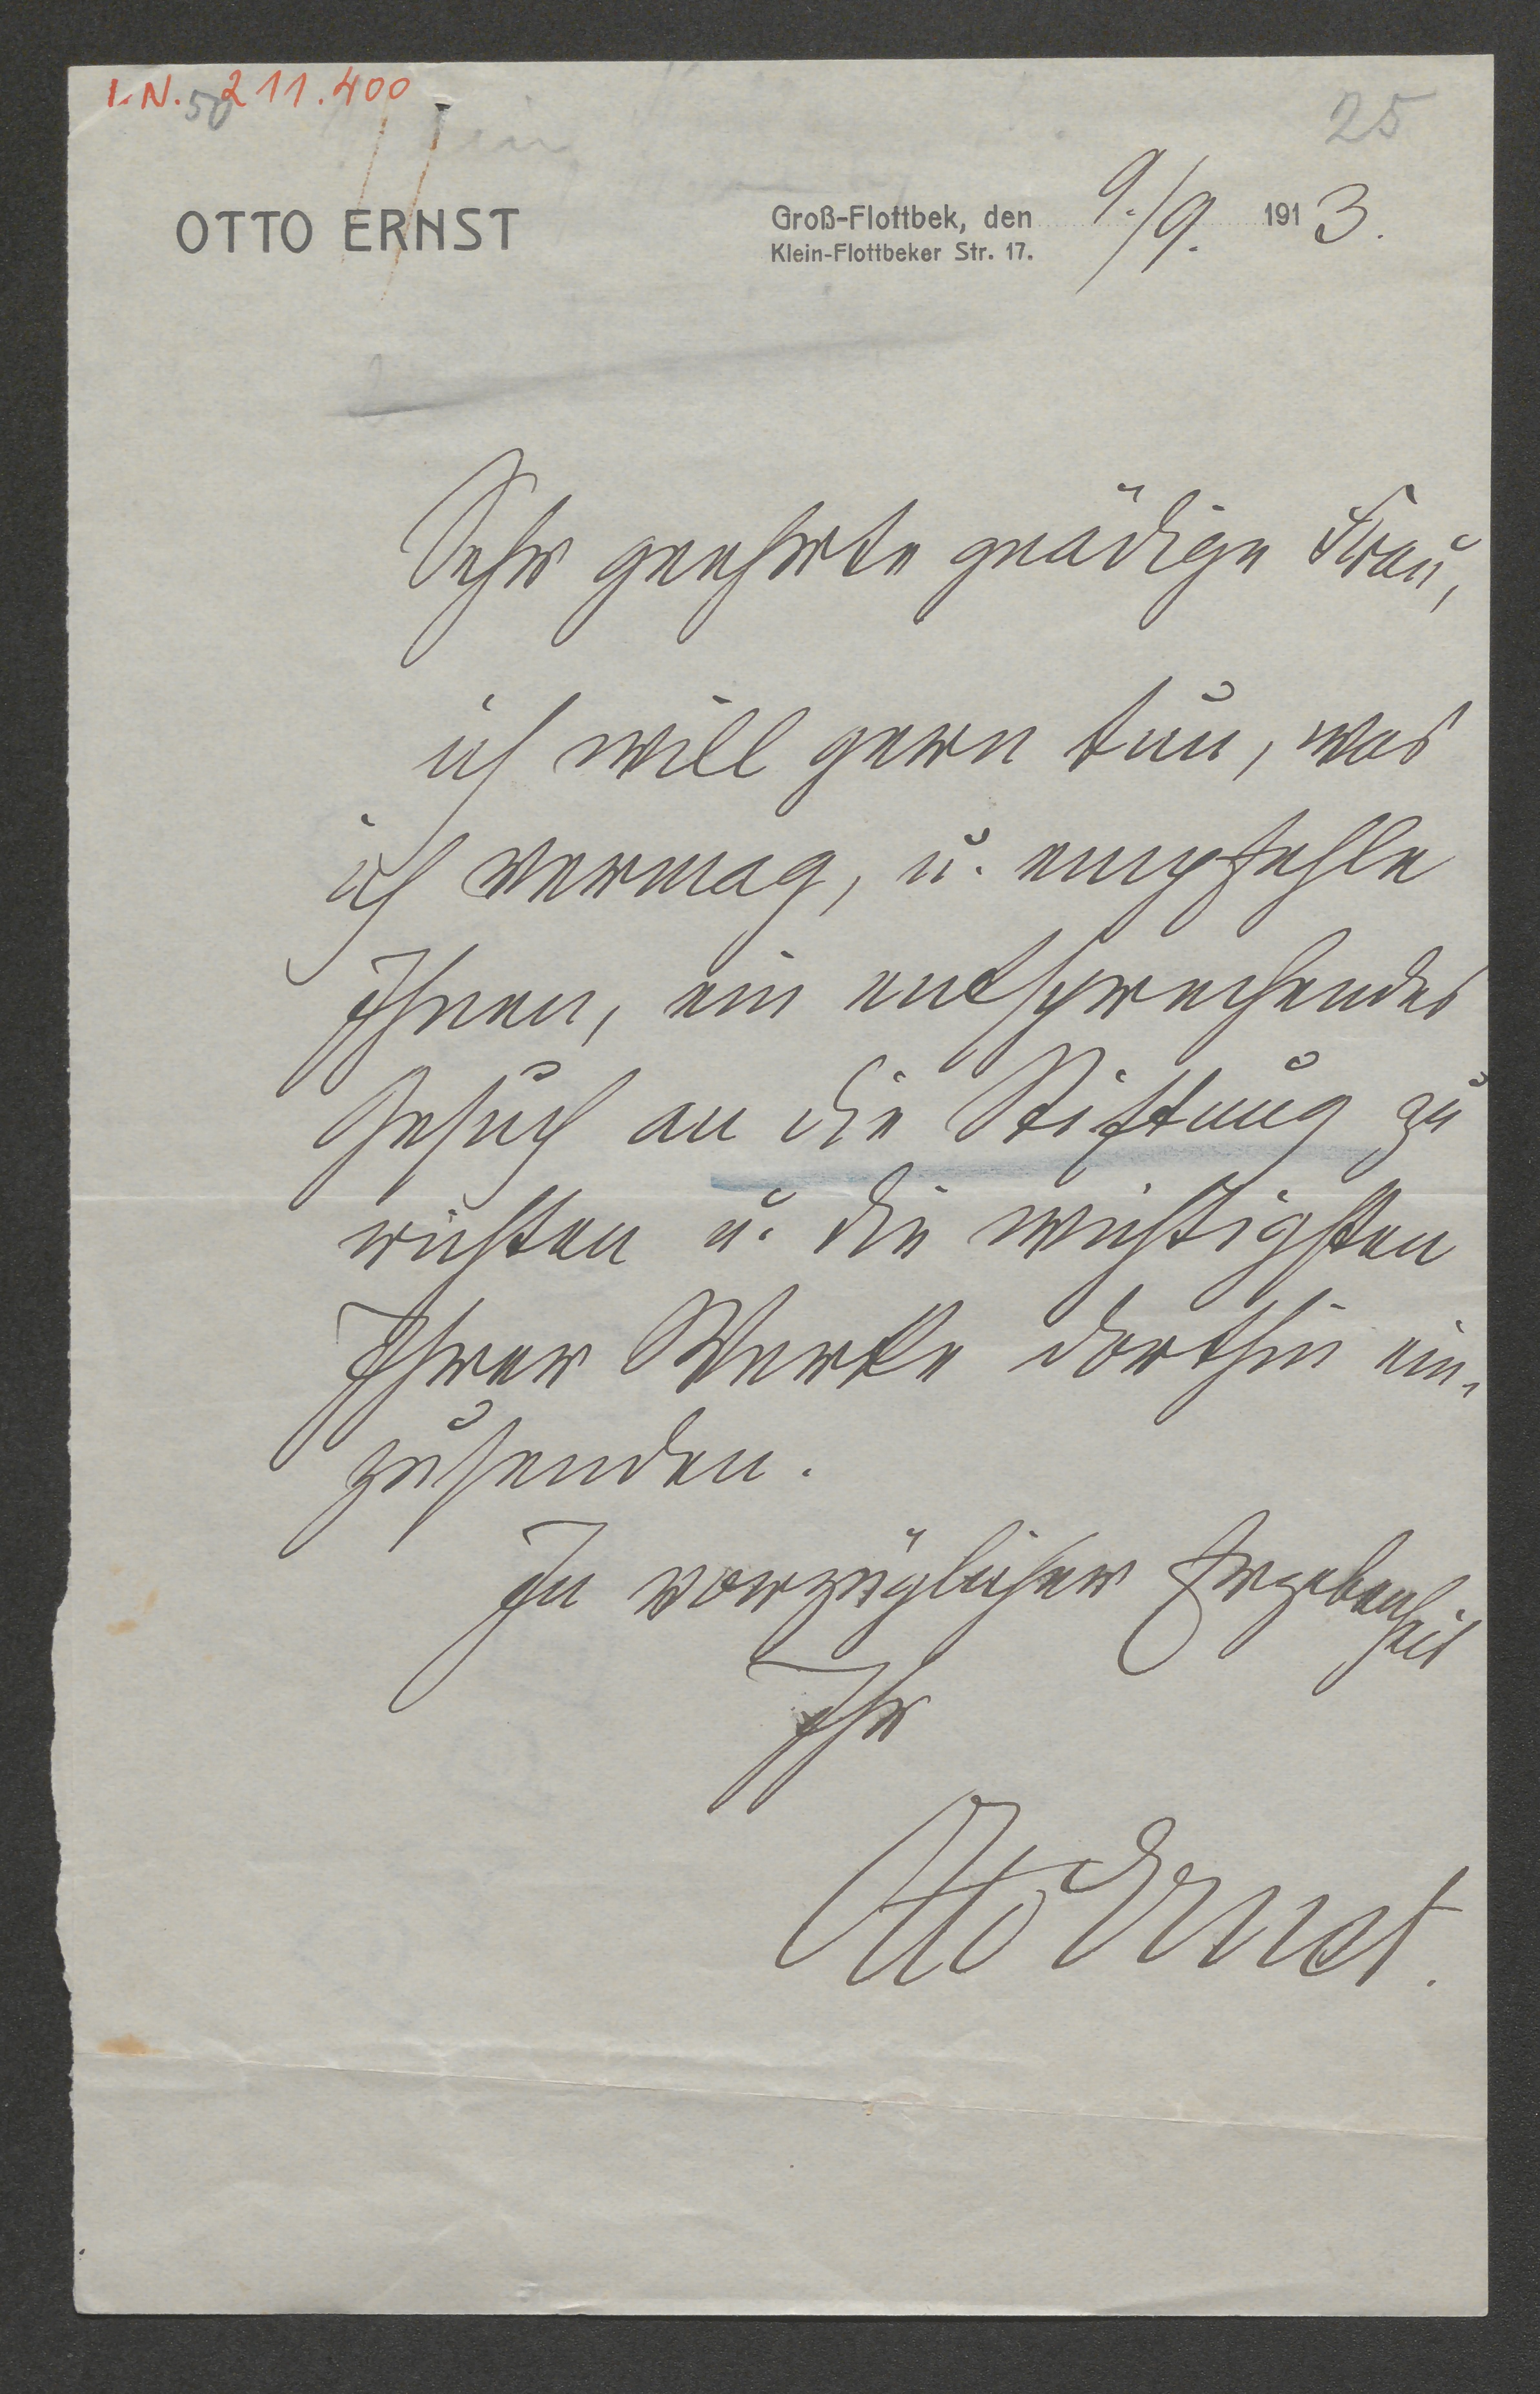 I.N. 211.400
50
25
OTTO ERNST
Groß-Flottbek, den 9./9. 1913.
Klein-Flottbeker Str. 17.
Sehr geehrte gnädige Frau,
ich will gern tun, was
ich vermag, u. empfehle
Ihnen, ein entsprechendes
Gesuch an die Stiftung zu
richten u. die wichtigsten
Ihrer Werke dorthin ein-
zusenden.
In vorzüglicher Ergebenheit
Ihr
Otto Ernst.